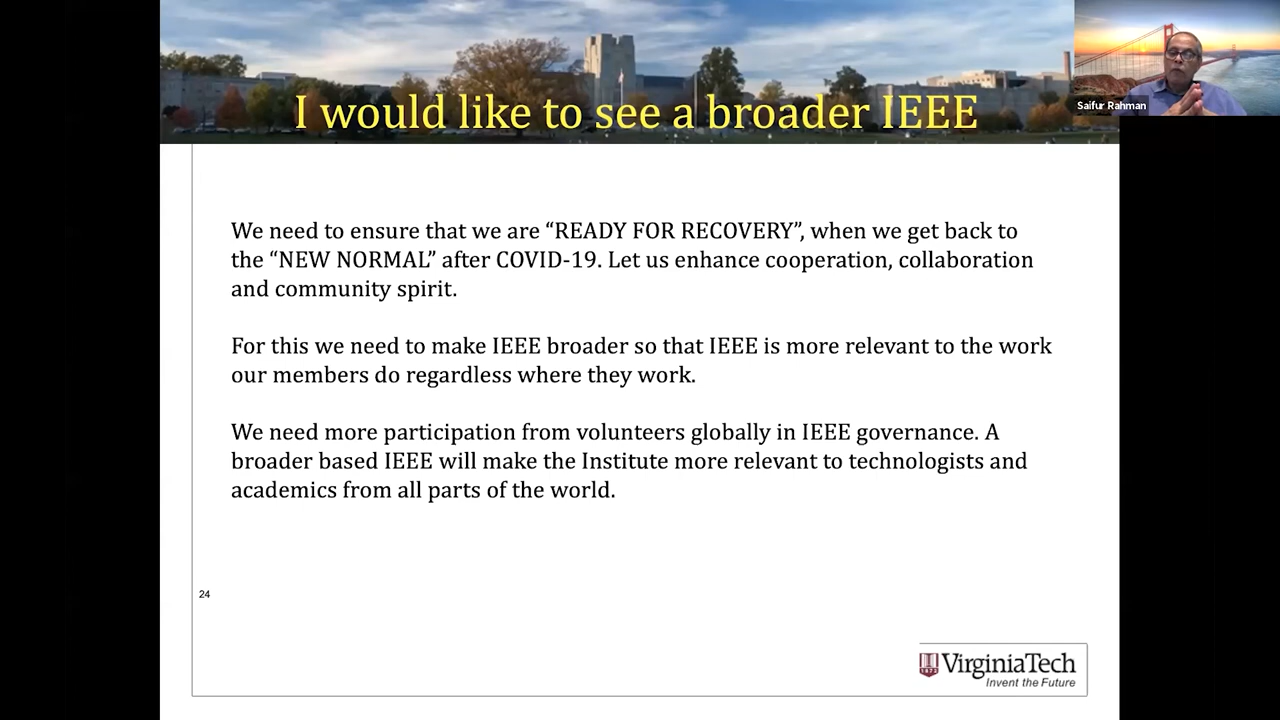 I would like to see a broader IEEE
Saifur Rahman
We need to ensure that we are “READY FOR RECOVERY”, when we get back to
the “NEW NORMAL” after COVID-19. Let us enhance cooperation, collaboration
and community spirit.
For this we need to make IEEE broader so that IEEE is more relevant to the work
our members do regardless where they work.
We need more participation from volunteers globally in IEEE governance. A
broader based IEEE will make the Institute more relevant to technologists and
academics from all parts of the world.
24
1872
VirginiaTech
Invent the Future